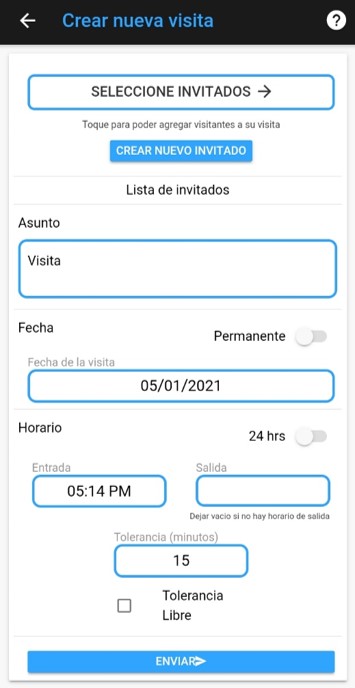 Crear nueva visita
?
SELECCIONE INVITADOS
Toque para poder agregar visitantes a su visita
CREAR NUEVO INVITADO
Lista de invitados
Asunto
Visita
Fecha
Permanente
Fecha de la visita
05/01/2021
Horario
24 hrs
Entrada
Salida
05:14 PM
Dejar vacio si no hay horario de salida
Tolerancia (minutos)
15
Tolerancia
Libre
ENVIAR